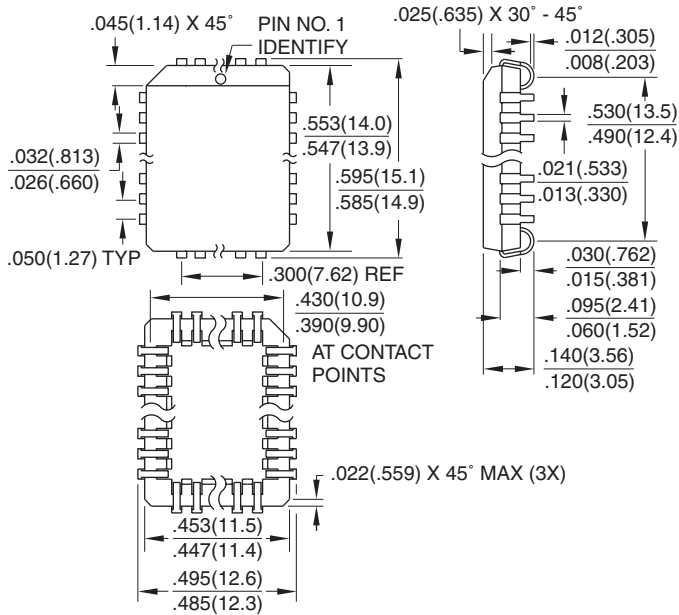 .045(1.14) X 45°
PIN NO. 1
IDENTIFY
.025(.635) X 30° - 45°
.012(.305)
.008(.203)
.553(14.0)
.547(13.9)
.530(13.5)
.490(12.4)
.032(.813)
.026(.660)
.595(15.1)
.585(14.9)
.021(.533)
.013(.330)
.050(1.27) TYP
.300(7.62) REF
.030(.762)
.015(.381)
.430(10.9)
.390(9.90)
AT CONTACT
POINTS
.095(2.41)
.060(1.52)
.140(3.56)
.120(3.05)
.022(.559) X 45° MAX (3X)
.453(11.5)
.447(11.4)
.495(12.6)
.485(12.3)